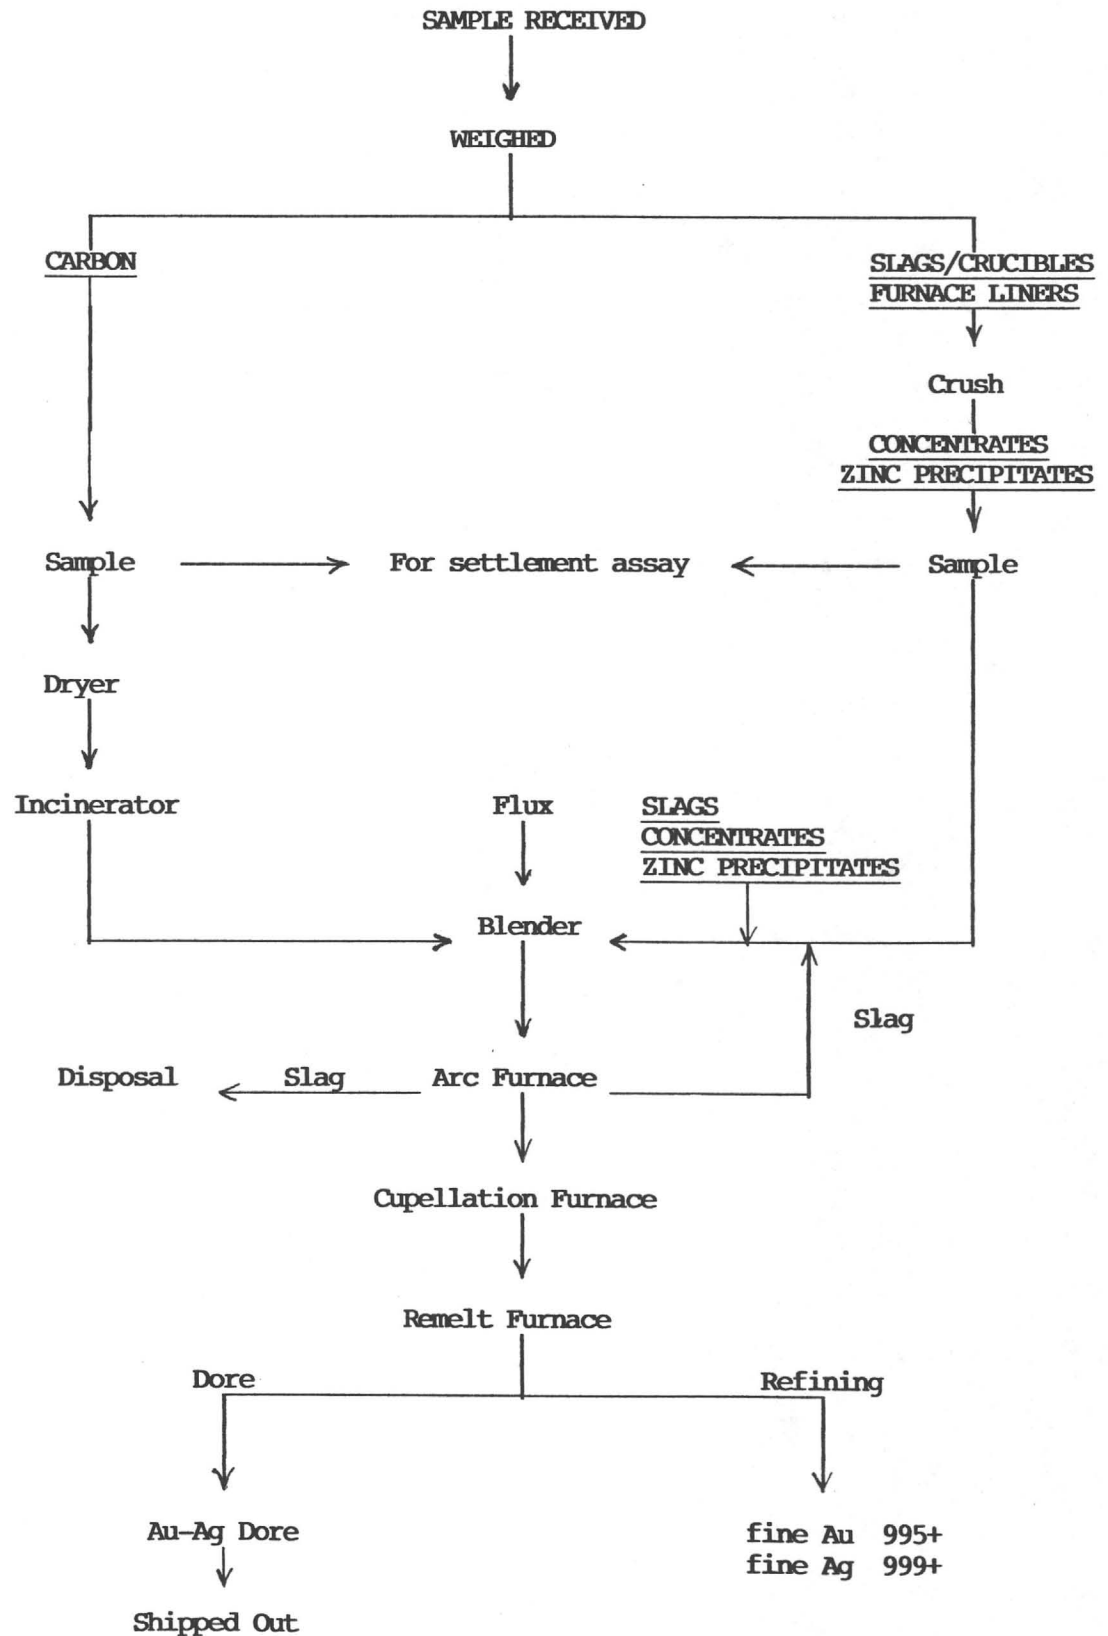 SAMPLE RECEIVED
WEIGHED
CARBON
SLAGS/CRUCIBLES
FURNACE LINERS
Crush
CONCENTRATES
ZINC PRECIPITATES
Sample
For settlement assay
Sample
Dryer
Incinerator
Flux
SLAGS
CONCENTRATES
ZINC PRECIPITATES
Blender
Slag
Disposal
Slag
Arc Furnace
Cupellation Furnace
Remelt Furnace
Dore
Refining
Au-Ag Dore
fine Au 995+
fine Ag 999+
Shipped Out